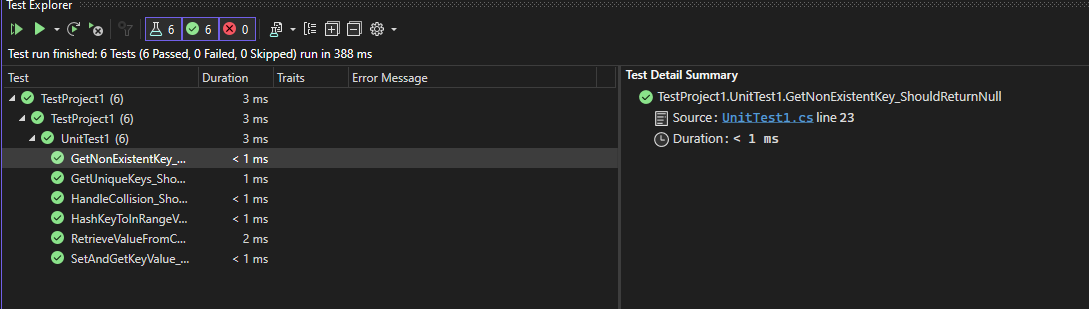 Test Explorer
6 6 0
Test run finished: 6 Tests (6 Passed, 0 Failed, 0 Skipped) run in 388 ms
Test Duration Traits Error Message
TestProject1 (6) 3 ms
TestProject1 (6) 3 ms
UnitTest1 (6) 3 ms
GetNonExistentKey_... < 1 ms
GetUniqueKeys_Sho... 1 ms
HandleCollision_Sho... < 1 ms
HashKeyToInRangeV... < 1 ms
RetrieveValueFromC... 2 ms
SetAndGetKeyValue_... < 1 ms
Test Detail Summary
TestProject1.UnitTest1.GetNonExistentKey_ShouldReturnNull
Source: UnitTest1.cs line 23
Duration: < 1 ms